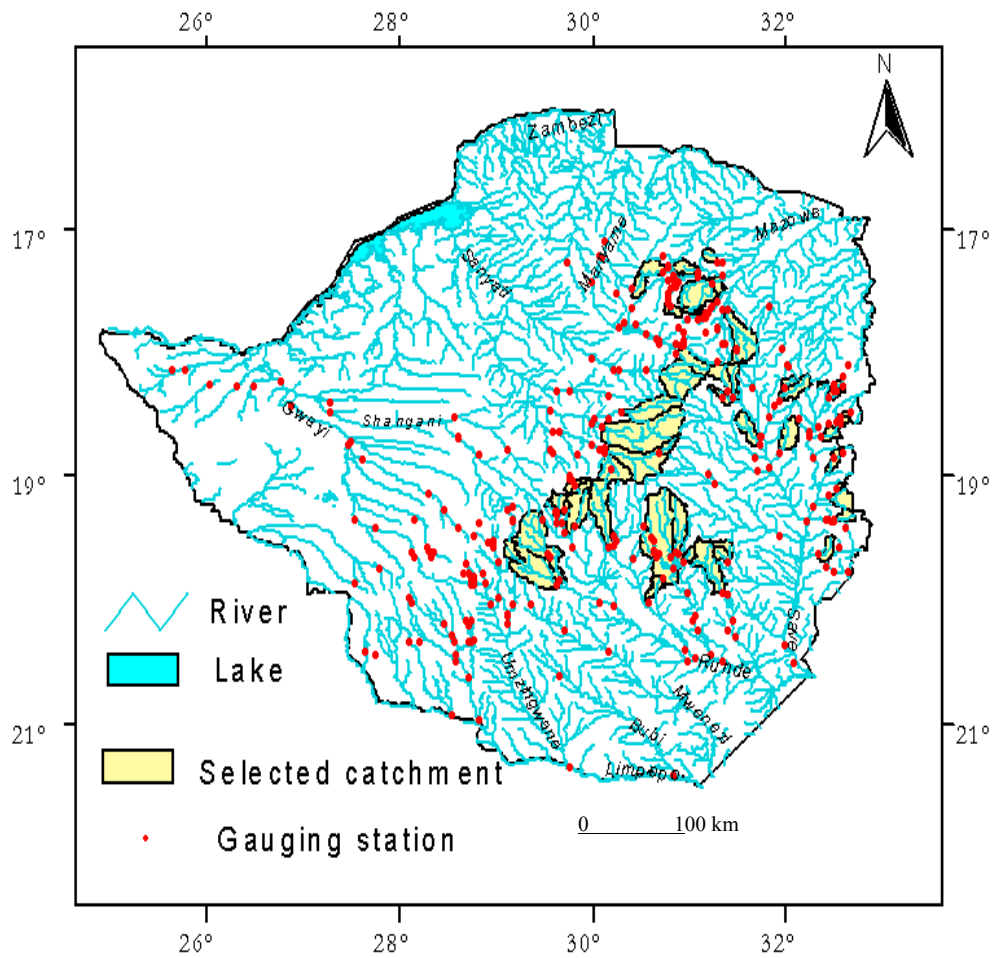 26° 28° 30° 32°
N
Zambezi
17° 17°
Mazowe
Manyame
Sanyati
Gwayi
Shangani
19° 19°
Save
River
Runde
Lake
Umzingwane
Mwenezi
Bubi
21° 21°
Limpopo
Selected catchment
0 100 km
Gauging station
26° 28° 30° 32°